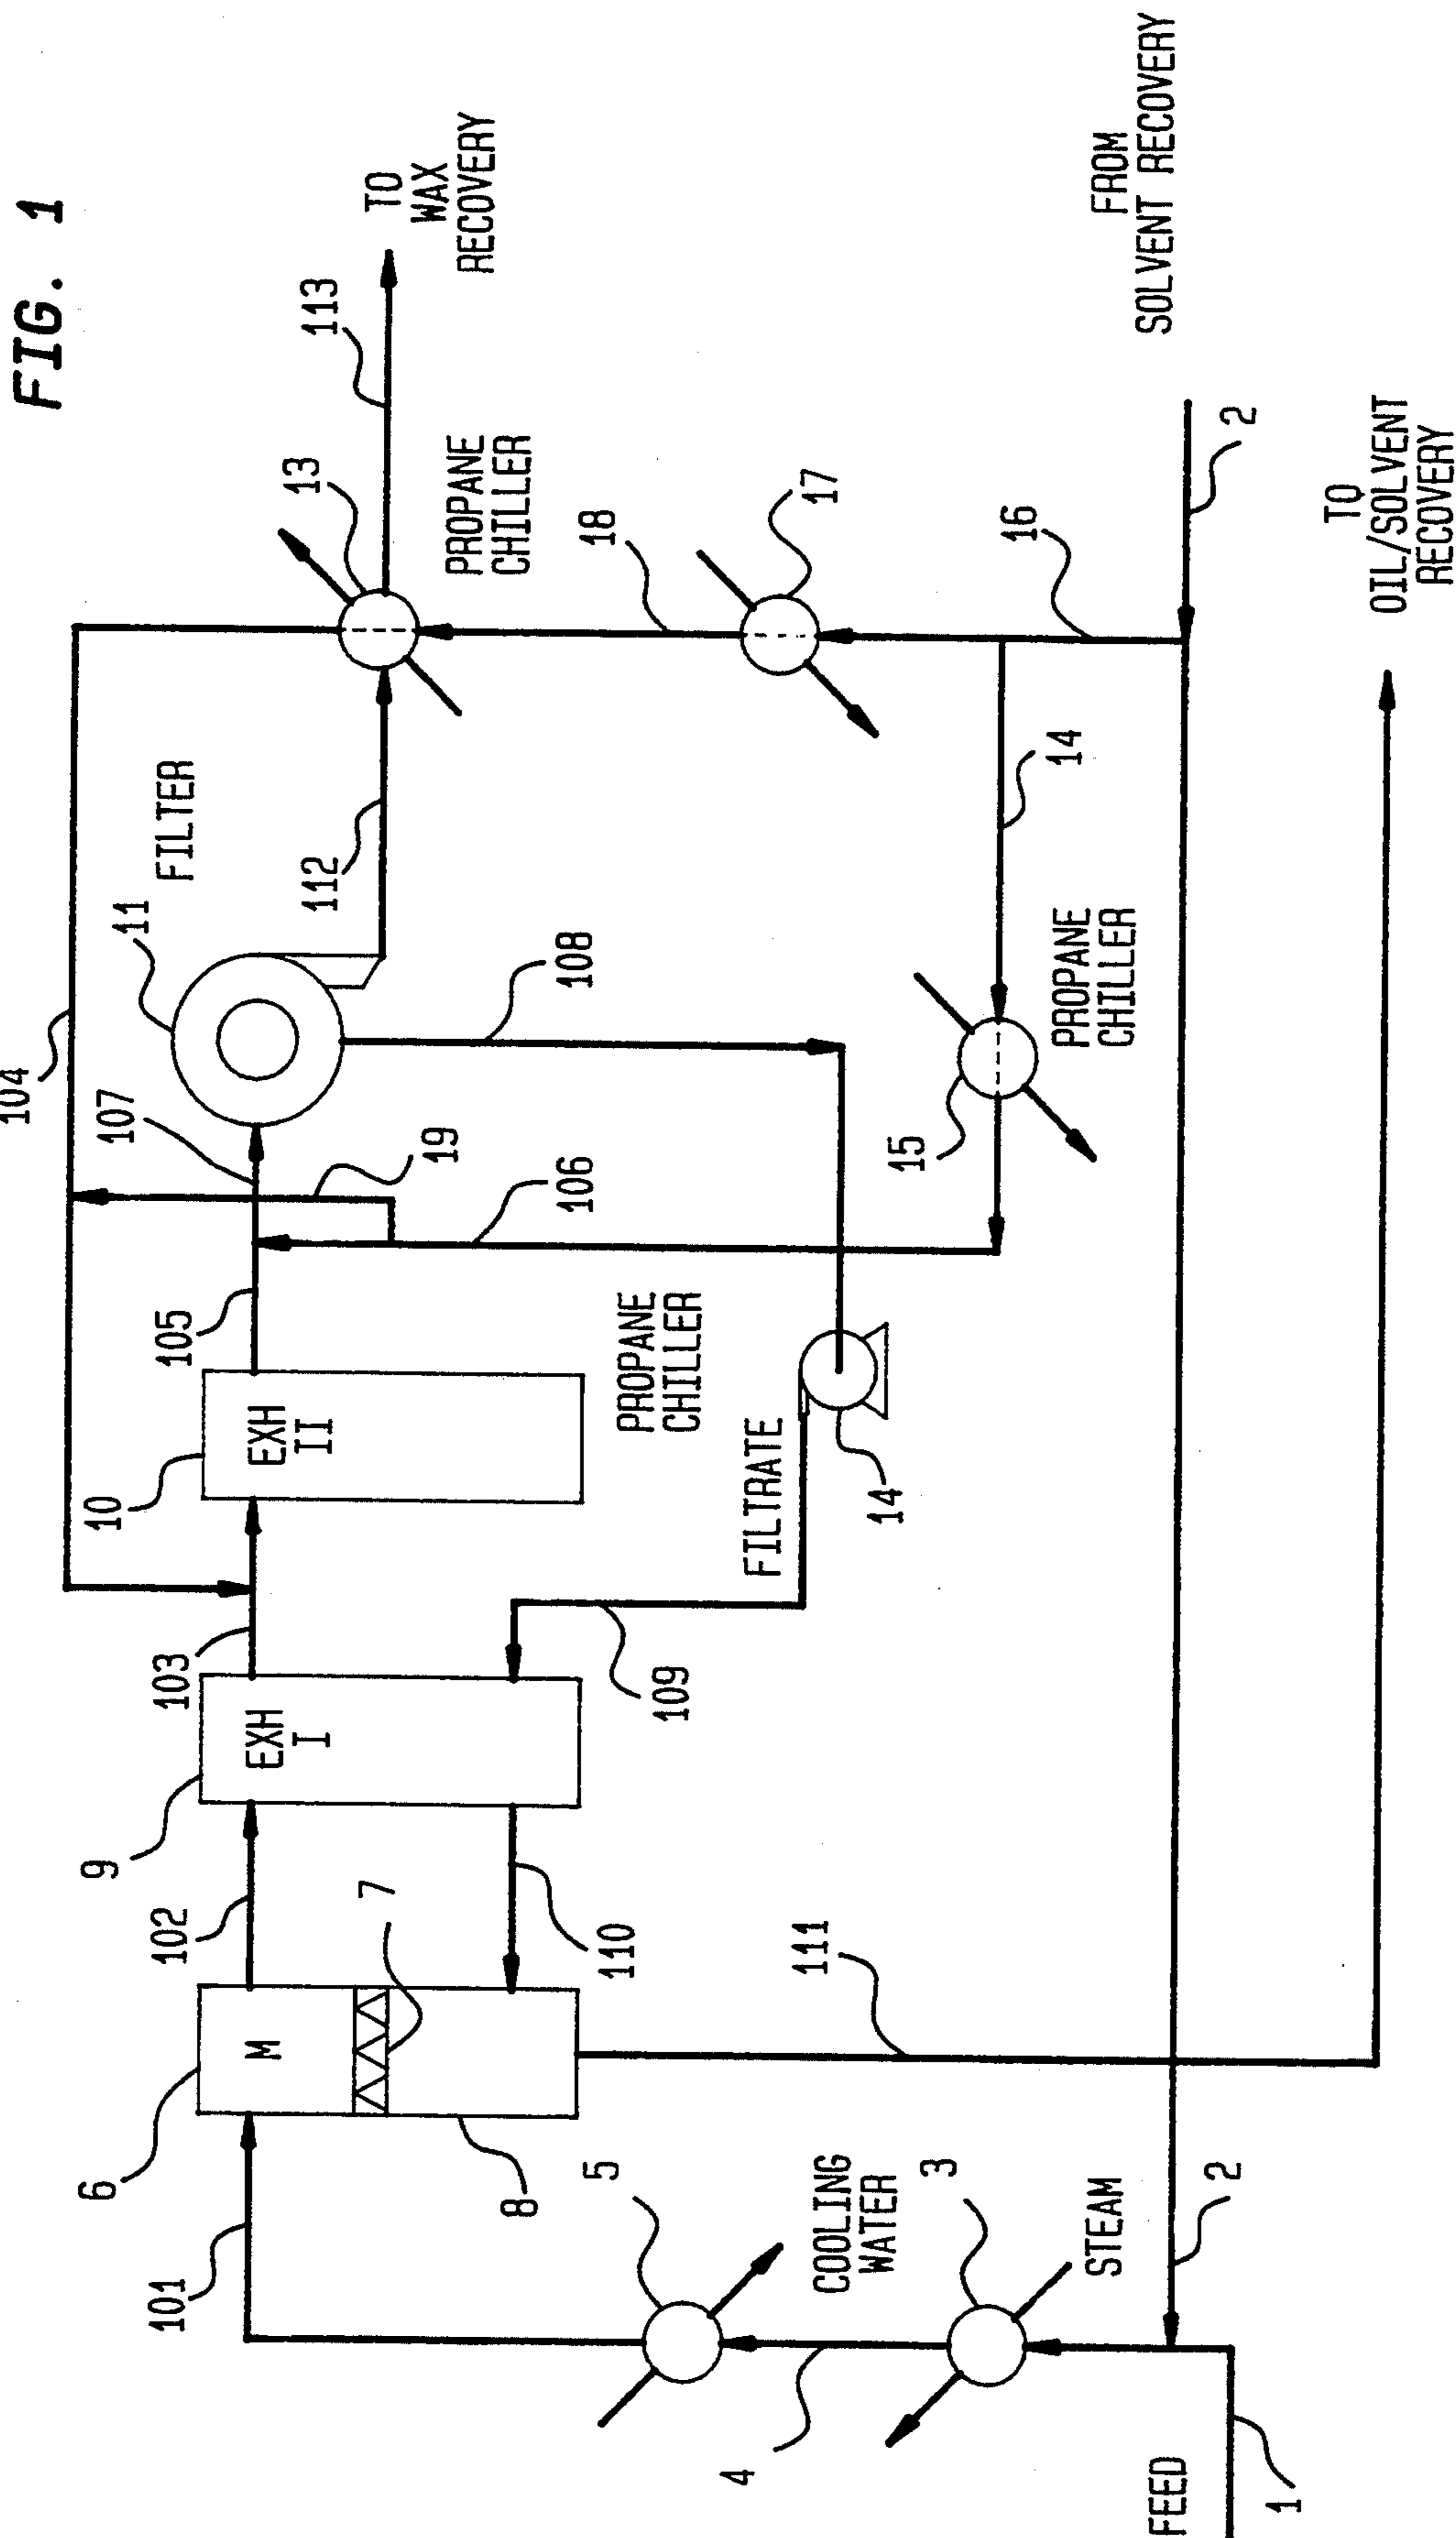 FIG. 1
104
107
11
FILTER
105
19
112
13
113
TO
WAX
RECOVERY
10
EXH
II
103
106
108
PROPANE
CHILLER
9
EXH
I
102
PROPANE
CHILLER
18
6
M
7
109
FILTRATE
14
17
101
8
110
15
PROPANE
CHILLER
14
16
FROM
SOLVENT RECOVERY
5
COOLING
WATER
111
2
4
3
STEAM
2
TO
OIL/SOLVENT
RECOVERY
FEED
1